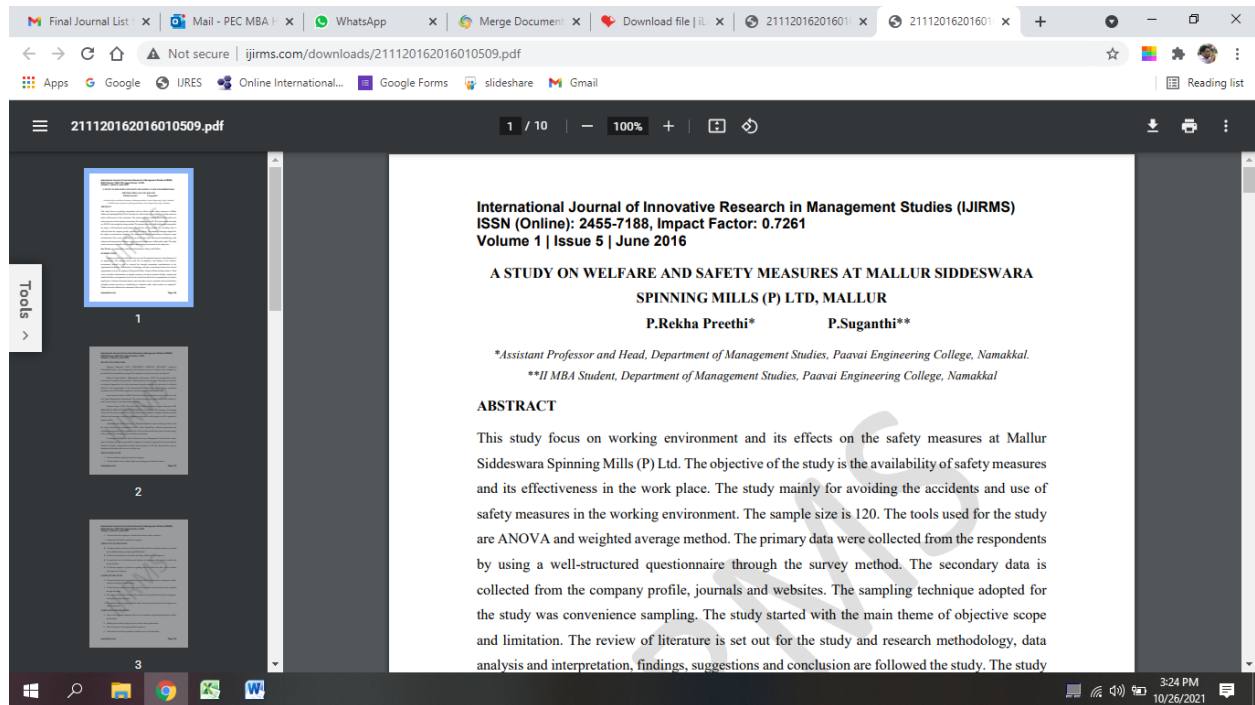 Final Journal List
Mail - PEC MBA H
WhatsApp
Merge Document
Download file | iL
21112016201601
21112016201601
Not secure | ijirms.com/downloads/211120162016010509.pdf
Apps Google IJRES Online International... Google Forms slideshare Gmail Reading list
211120162016010509.pdf 1 / 10 100%
Tools
1
2
3
International Journal of Innovative Research in Management Studies (IJIRMS)
ISSN (Online): 2455-7188, Impact Factor: 0.7261
Volume 1 | Issue 5 | June 2016
A STUDY ON WELFARE AND SAFETY MEASURES AT MALLUR SIDDESWARA
SPINNING MILLS (P) LTD, MALLUR
P.Rekha Preethi* P.Suganthi**
*Assistant Professor and Head, Department of Management Studies, Paavai Engineering College, Namakkal.
**II MBA Student, Department of Management Studies, Paavai Engineering College, Namakkal
ABSTRACT
This study focus on working environment and its effects on the safety measures at Mallur
Siddeswara Spinning Mills (P) Ltd. The objective of the study is the availability of safety measures
and its effectiveness in the work place. The study mainly for avoiding the accidents and use of
safety measures in the working environment. The sample size is 120. The tools used for the study
are ANOVA and weighted average method. The primary data were collected from the respondents
by using a well-structured questionnaire through the survey method. The secondary data is
collected from the company profile, journals and websites. The sampling technique adopted for
the study was convenience sampling. The study started with the main theme of objective scope
and limitation. The review of literature is set out for the study and research methodology, data
analysis and interpretation, findings, suggestions and conclusion are followed the study. The study
3:24 PM
10/26/2021